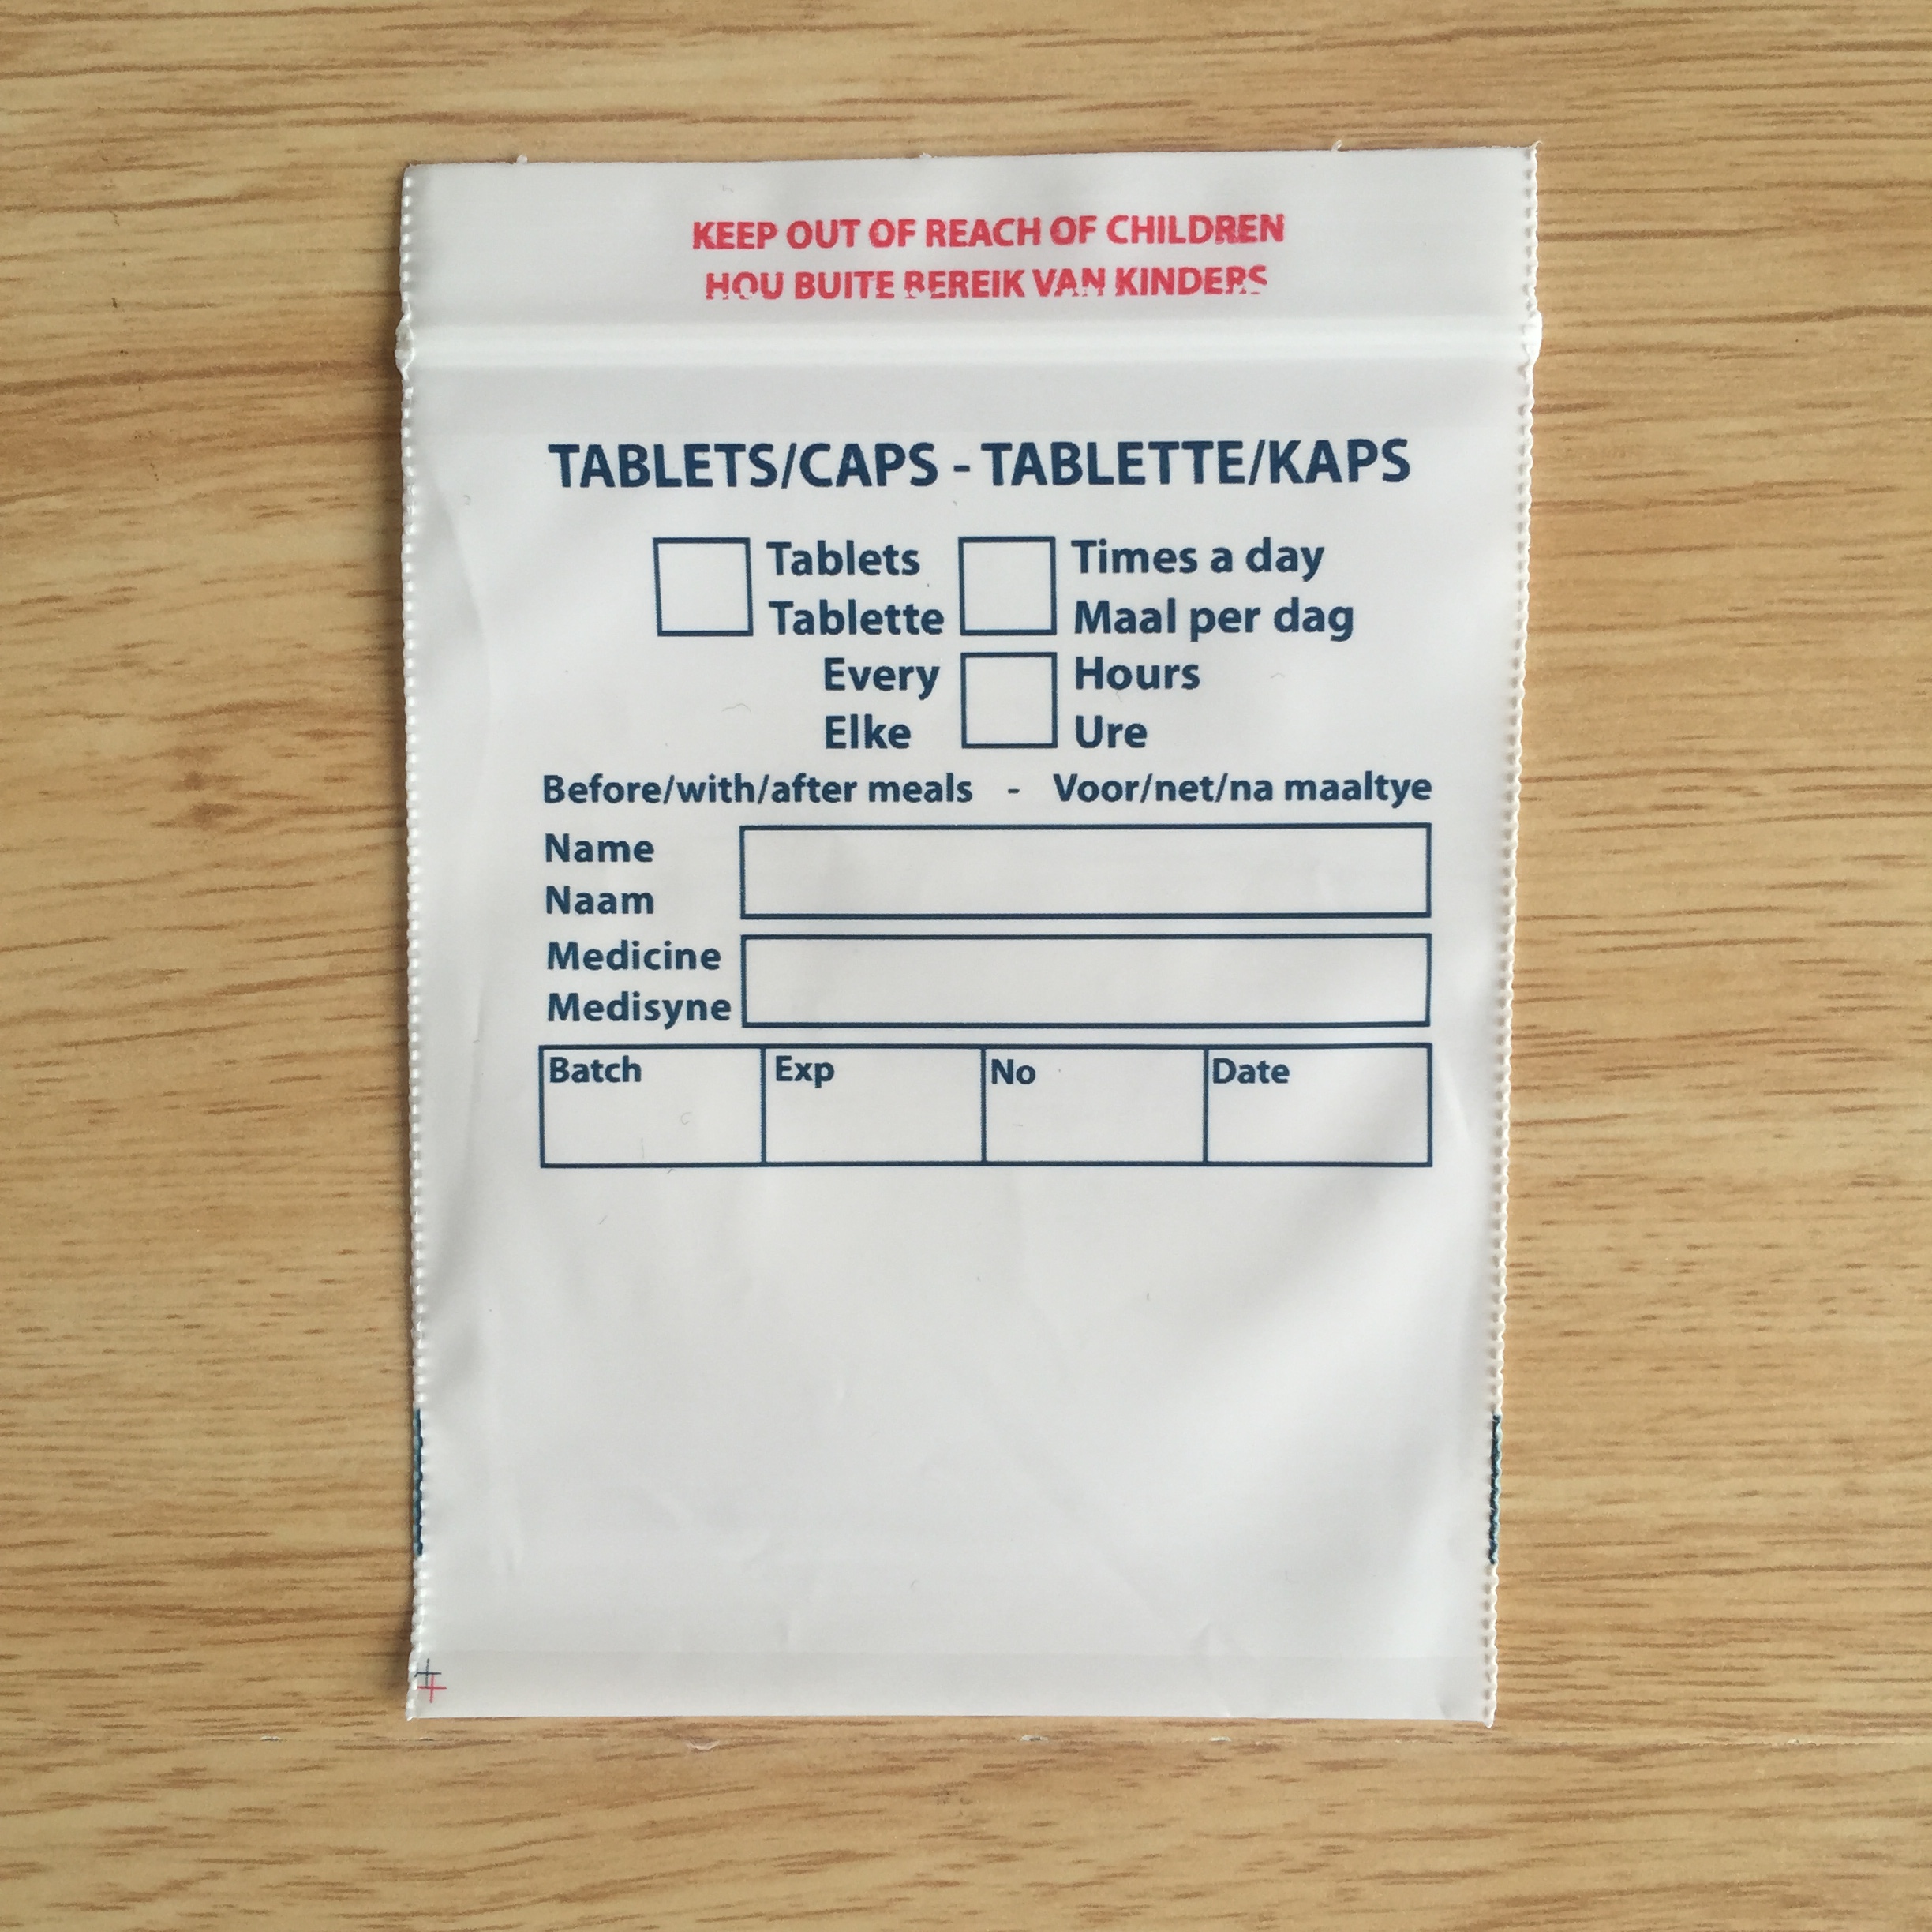 KEEP OUT OF REACH OF CHILDREN
HOU BUITE BEREIK VAN KINDERS
TABLETS/CAPS - TABLETTE/KAPS
Tablets Times a day
Tablette Maal per dag
Every Hours
Elke Ure
Before/with/after meals - Voor/net/na maaltye
Name
Naam
Medicine
Medisyne
Batch Exp No Date